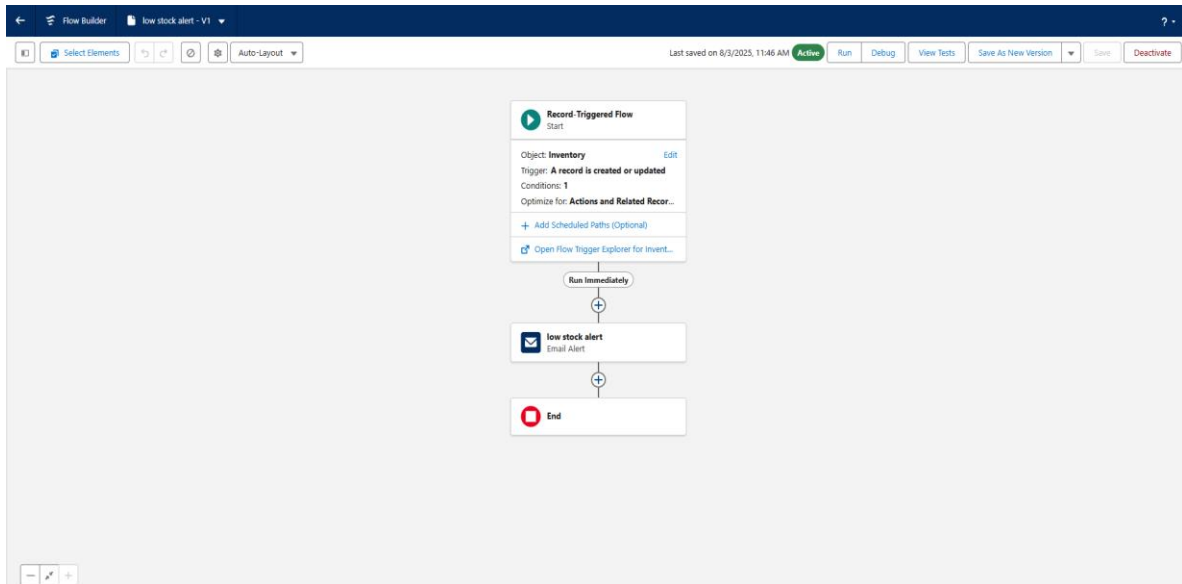 Flow Builder
low stock alert - V1
?
Select Elements
Auto-Layout
Last saved on 8/3/2025, 11:46 AM
Active
Run
Debug
View Tests
Save As New Version
Save
Deactivate
Record-Triggered Flow
Start
Object: Inventory
Edit
Trigger: A record is created or updated
Conditions: 1
Optimize for: Actions and Related Recor...
+ Add Scheduled Paths (Optional)
Open Flow Trigger Explorer for Invent...
Run Immediately
low stock alert
Email Alert
End